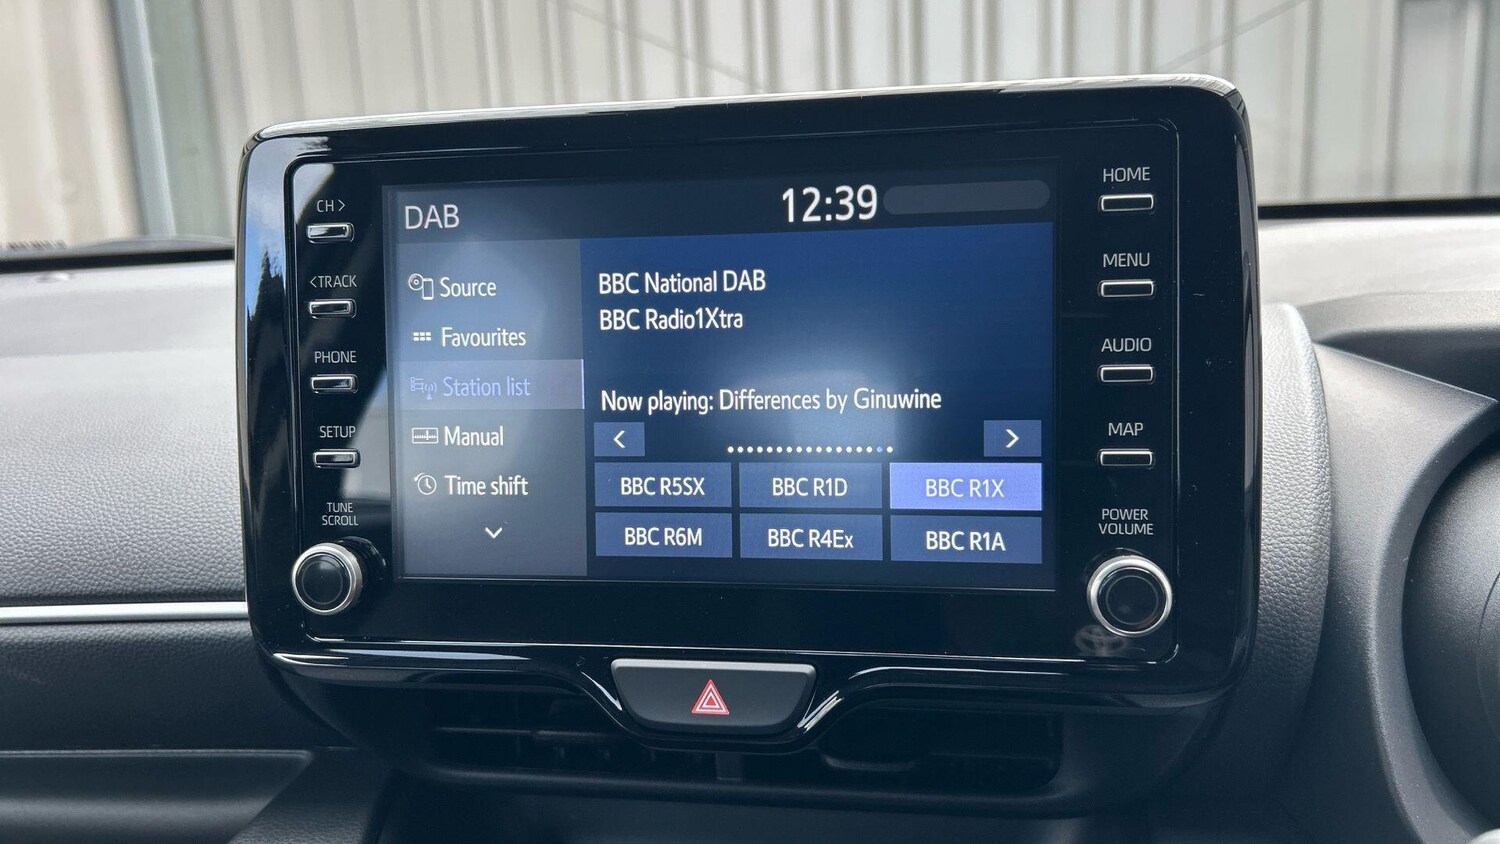 CH >
< TRACK
PHONE
SETUP
TUNE
SCROLL
DAB
12:39
Source
Favourites
Station list
Manual
Time shift
BBC National DAB
BBC Radio1Xtra
Now playing: Differences by Ginuwine
BBC R5SX
BBC R1D
BBC R1X
BBC R6M
BBC R4Ex
BBC R1A
HOME
MENU
AUDIO
MAP
POWER
VOLUME